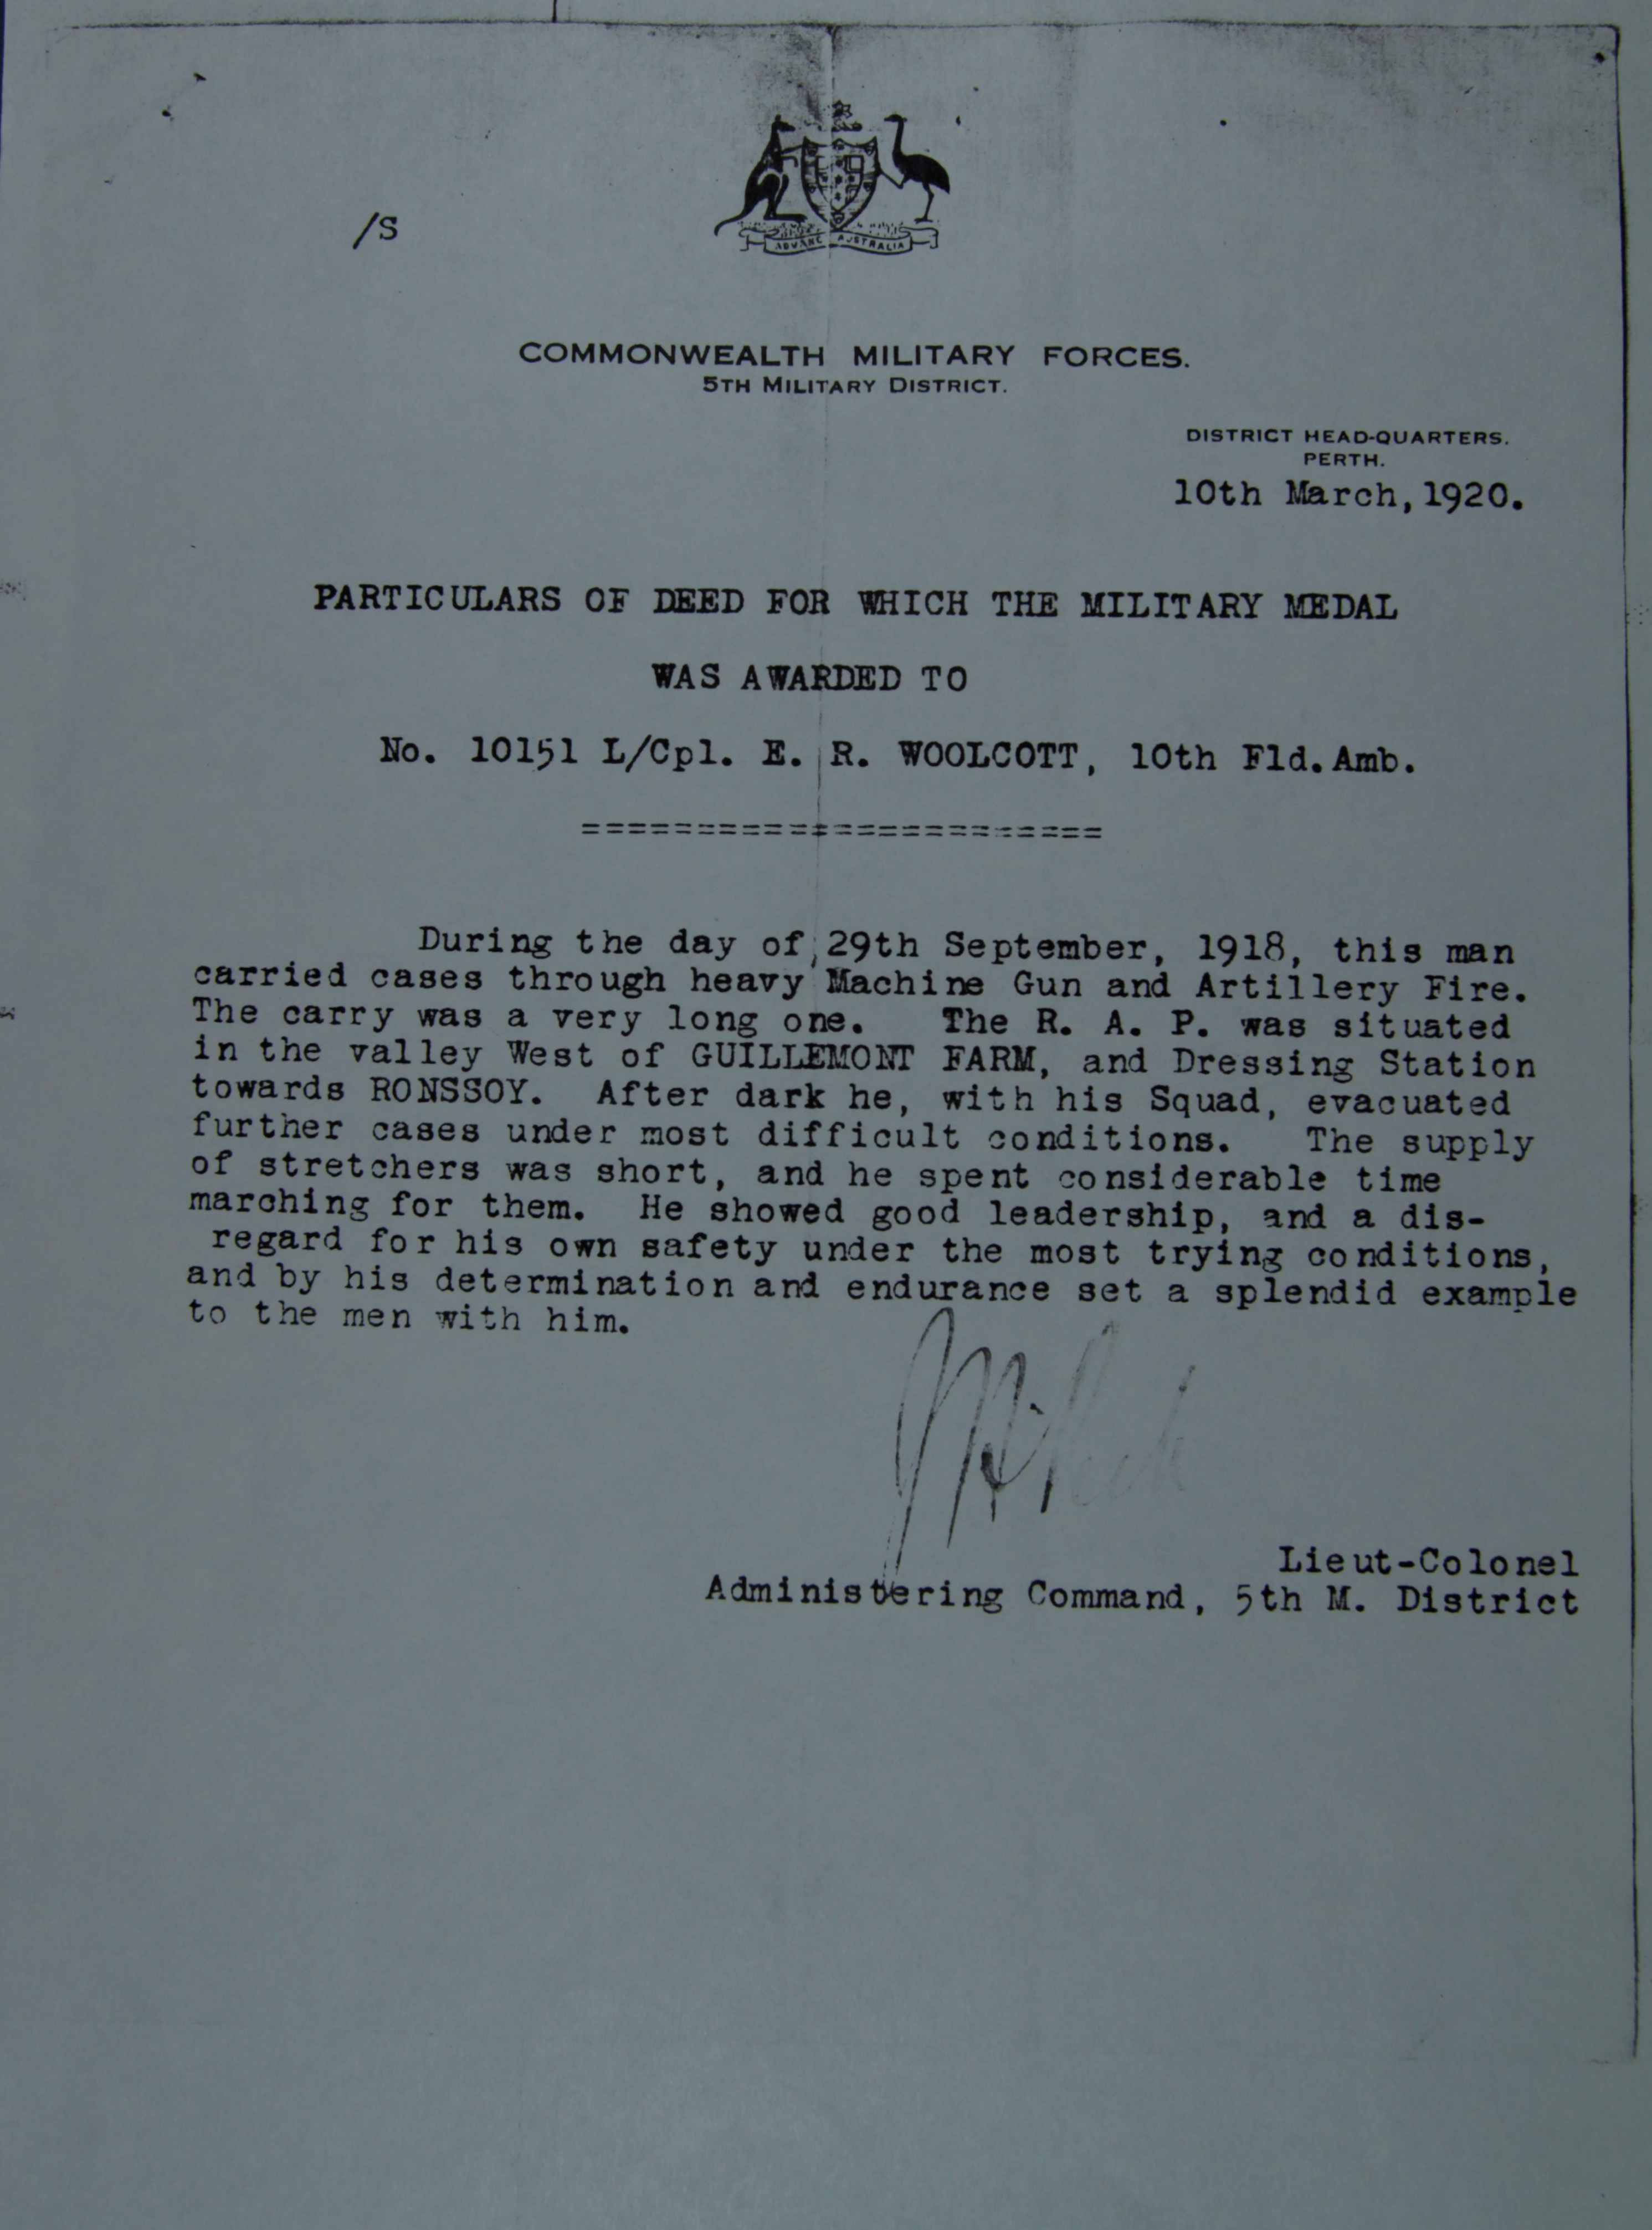 ADVANCE AUSTRALIA
/S
COMMONWEALTH MILITARY FORCES.
5TH MILITARY DISTRICT.
DISTRICT HEAD-QUARTERS.
PERTH.
10th March, 1920.
PARTICULARS OF DEED FOR WHICH THE MILITARY MEDAL
WAS AWARDED TO
No. 10151 L/Cpl. E. R. WOOLCOTT, 10th Fld. Amb.
========================
During the day of 29th September, 1918, this man
carried cases through heavy Machine Gun and Artillery Fire.
The carry was a very long one. The R. A. P. was situated
in the valley West of GUILLEMONT FARM, and Dressing Station
towards RONSSOY. After dark he, with his Squad, evacuated
further cases under most difficult conditions. The supply
of stretchers was short, and he spent considerable time
marching for them. He showed good leadership, and a dis-
regard for his own safety under the most trying conditions,
and by his determination and endurance set a splendid example
to the men with him.
Lieut-Colonel
Administering Command, 5th M. District